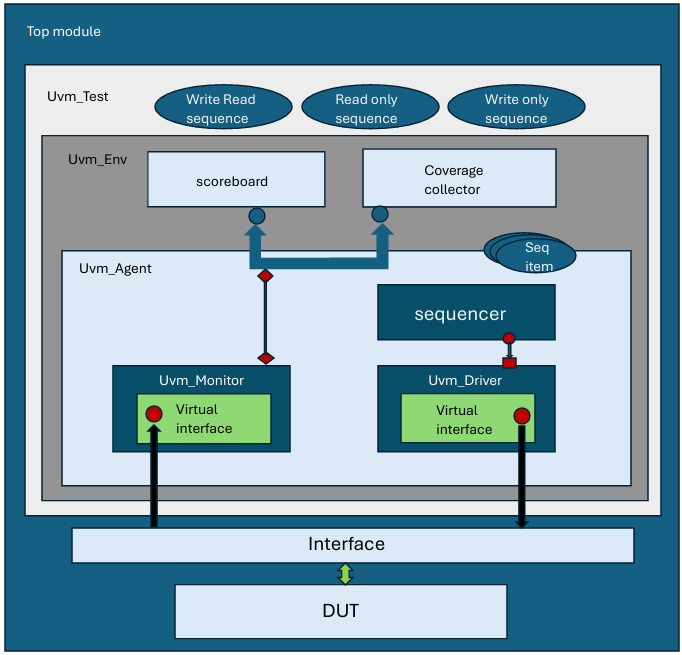 Top module
Uvm_Test
Write Read
sequence
Read only
sequence
Write only
sequence
Uvm_Env
scoreboard
Coverage
collector
Seq
item
Uvm_Agent
sequencer
Uvm_Monitor
Virtual
interface
Uvm_Driver
Virtual
interface
Interface
DUT